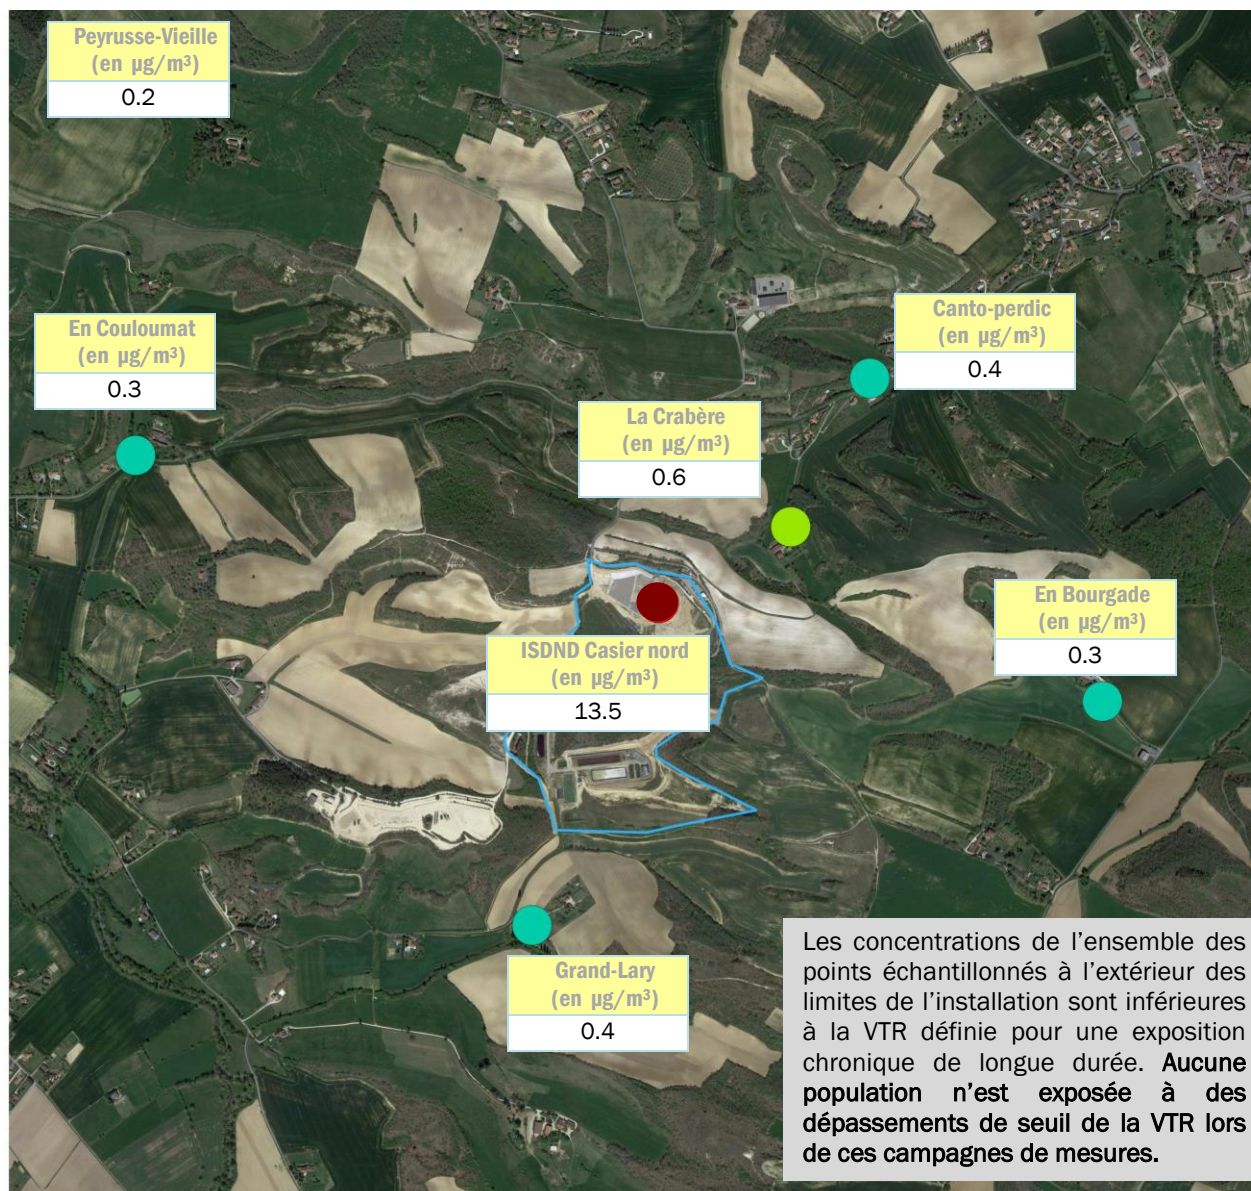 Peyrusse-Vieille
(en µg/m³)
0.2
En Couloumat
(en µg/m³)
0.3
Canto-perdic
(en µg/m³)
0.4
La Crabère
(en µg/m³)
0.6
En Bourgade
(en µg/m³)
0.3
ISDND Casier nord
(en µg/m³)
13.5
Grand-Lary
(en µg/m³)
0.4
Les concentrations de l’ensemble des
points échantillonnés à l’extérieur des
limites de l’installation sont inférieures
à la VTR définie pour une exposition
chronique de longue durée. Aucune
population n’est exposée à des
dépassements de seuil de la VTR lors
de ces campagnes de mesures.